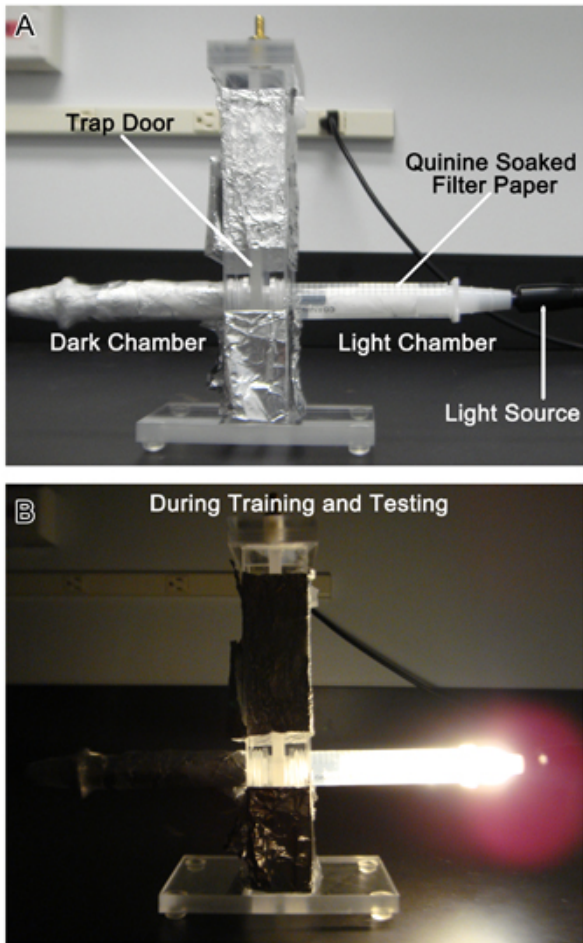 A
Trap Door
Quinine Soaked
Filter Paper
Dark Chamber
Light Chamber
Light Source
B
During Training and Testing